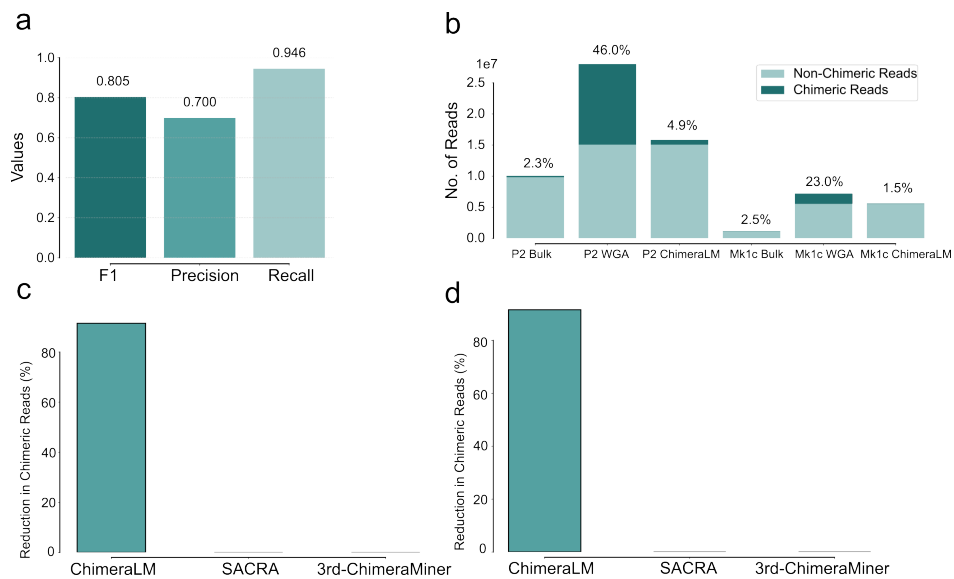 a
Values
1.0
0.8
0.6
0.4
0.2
0.0
0.805
0.700
0.946
F1 Precision Recall
b
1e7
No. of Reads
2.5
2.0
1.5
1.0
0.5
0.0
2.3%
46.0%
4.9%
2.5%
23.0%
1.5%
Non-Chimeric Reads
Chimeric Reads
P2 Bulk P2 WGA P2 ChimeraLM Mk1c Bulk Mk1c WGA Mk1c ChimeraLM
c
Reduction in Chimeric Reads (%)
80
60
40
20
0
ChimeraLM SACRA 3rd-ChimeraMiner
d
Reduction in Chimeric Reads (%)
80
60
40
20
0
ChimeraLM SACRA 3rd-ChimeraMiner